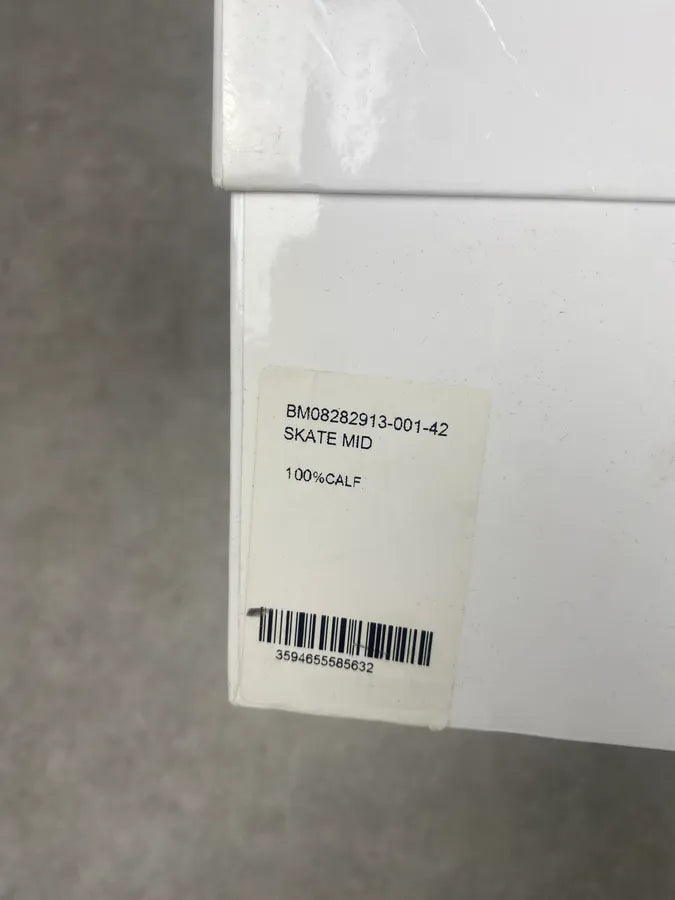 BM08282913-001-42
SKATE MID
100%CALF
3594655585632